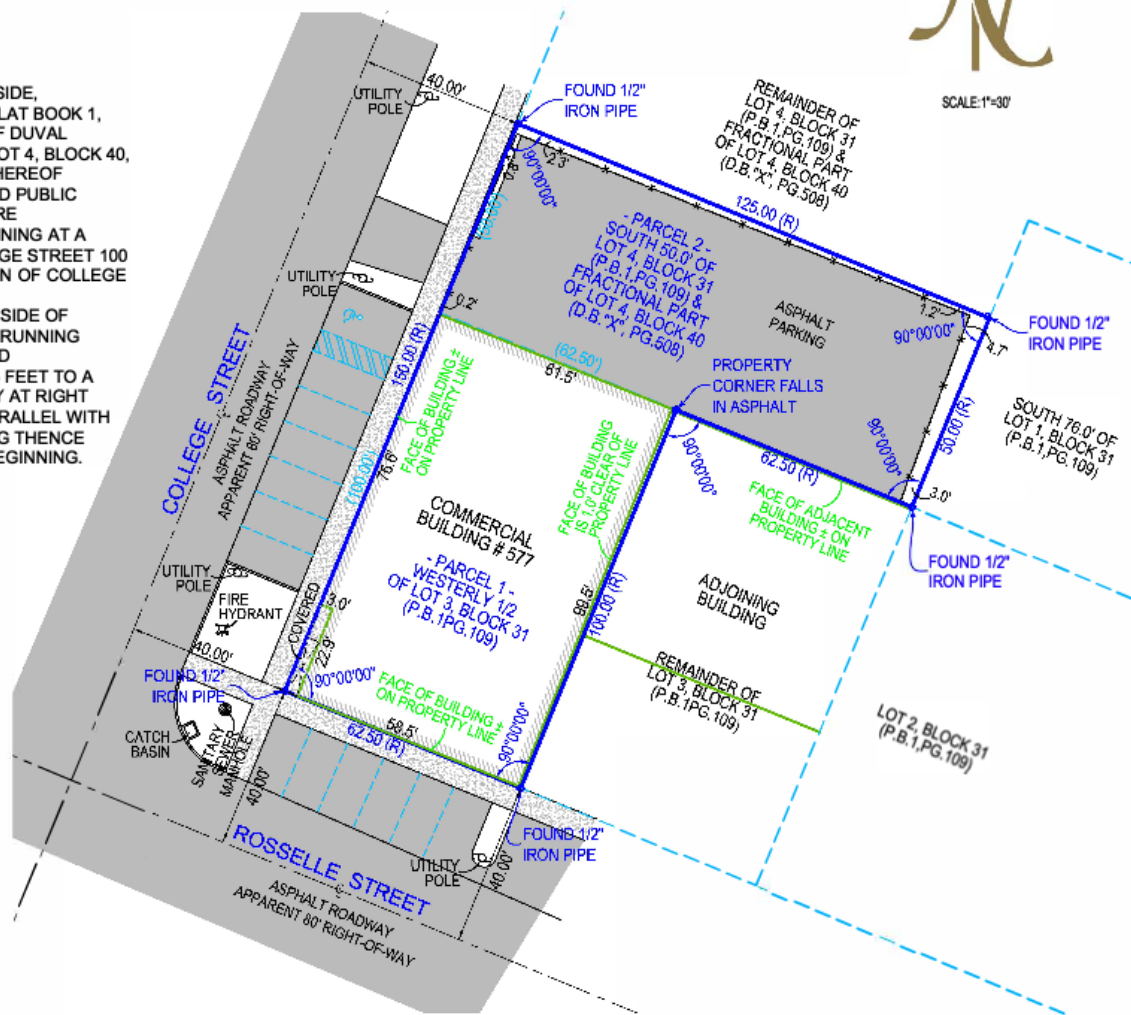 SIDE,
LAT BOOK 1,
F DUVAL
OT 4, BLOCK 40,
HEREOF
D PUBLIC
RE
NNING AT A
GE STREET 100
N OF COLLEGE
SIDE OF
RUNNING
D
FEET TO A
Y AT RIGHT
PARALLEL WITH
G THENCE
EGINNING.
SCALE:1"=30'
40.00'
UTILITY
POLE
FOUND 1/2"
IRON PIPE
REMAINDER OF
LOT 4, BLOCK 31
(P.B.1,PG.109) &
FRACTIONAL PART
OF LOT 4, BLOCK 40
(D.B."X", PG.508)
0.8'
90°00'00"
2.3'
125.00 (R)
(50.00')
- PARCEL 2 -
SOUTH 50.0' OF
LOT 4, BLOCK 31
(P.B.1,PG.109) &
FRACTIONAL PART
OF LOT 4, BLOCK 40
(D.B."X", PG.508)
ASPHALT
PARKING
1.2'
90°00'00"
4.7'
FOUND 1/2"
IRON PIPE
UTILITY
POLE
0.2'
150.00 (R)
(62.50')
61.5'
PROPERTY
CORNER FALLS
IN ASPHALT
50.00 (R)
SOUTH 76.0' OF
LOT 1, BLOCK 31
(P.B.1,PG.109)
COLLEGE STREET
ASPHALT ROADWAY
APPARENT 80' RIGHT-OF-WAY
FACE OF BUILDING ±
ON PROPERTY LINE
76.6'
(100.00')
FACE OF BUILDING
IS 1.0' CLEAR OF
PROPERTY LINE
90°00'00"
62.50 (R)
90°00'00"
3.0'
FACE OF ADJACENT
BUILDING ± ON
PROPERTY LINE
FOUND 1/2"
IRON PIPE
COMMERCIAL
BUILDING # 577
- PARCEL 1 -
WESTERLY 1/2
OF LOT 3, BLOCK 31
(P.B.1PG.109)
99.5'
100.00 (R)
ADJOINING
BUILDING
UTILITY
POLE
FIRE
HYDRANT
COVERED
3.0'
22.9'
40.00'
FOUND 1/2"
IRON PIPE
90°00'00"
FACE OF BUILDING ±
ON PROPERTY LINE
58.5'
62.50 (R)
90°00'00"
REMAINDER OF
LOT 3, BLOCK 31
(P.B.1PG.109)
LOT 2, BLOCK 31
(P.B.1,PG.109)
CATCH
BASIN
SANITARY
SEWER
MANHOLE
40.00'
ROSSELLE STREET
ASPHALT ROADWAY
APPARENT 80' RIGHT-OF-WAY
UTILITY
POLE
40.00'
FOUND 1/2"
IRON PIPE